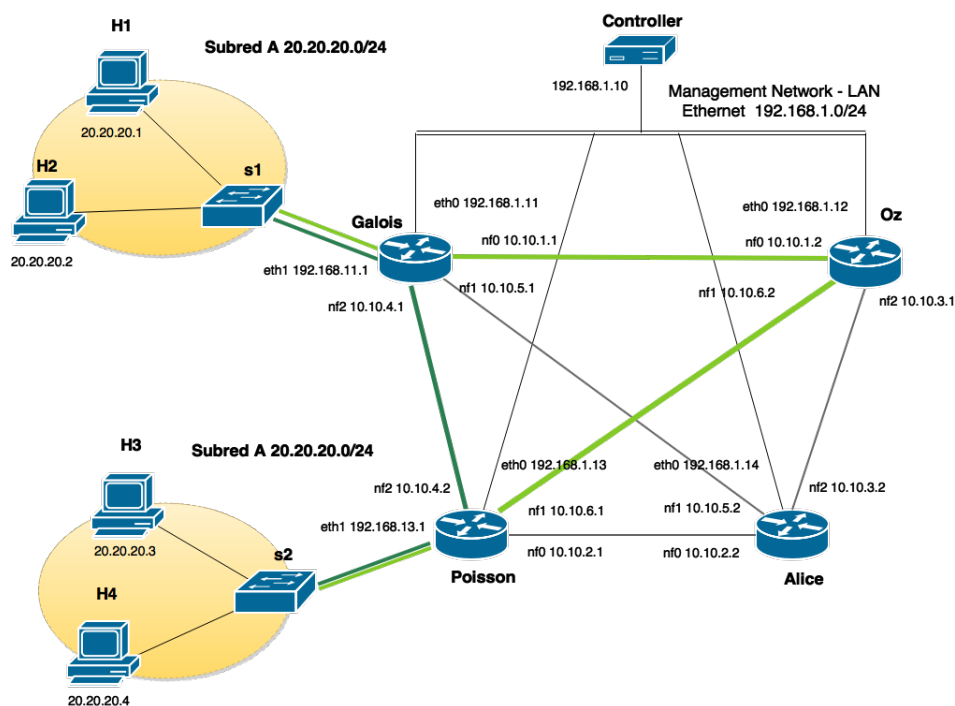 H1
Subred A 20.20.20.0/24
Controller
192.168.1.10
Management Network - LAN
Ethernet 192.168.1.0/24
20.20.20.1
H2
s1
20.20.20.2
Galois
eth0 192.168.1.11
eth0 192.168.1.12
Oz
nf0 10.10.1.1
nf0 10.10.1.2
eth1 192.168.11.1
nf1 10.10.5.1
nf1 10.10.6.2
nf2 10.10.3.1
nf2 10.10.4.1
H3
Subred A 20.20.20.0/24
eth0 192.168.1.13
eth0 192.168.1.14
nf2 10.10.4.2
nf2 10.10.3.2
nf1 10.10.6.1
nf1 10.10.5.2
eth1 192.168.13.1
20.20.20.3
s2
nf0 10.10.2.1
nf0 10.10.2.2
Poisson
Alice
H4
20.20.20.4